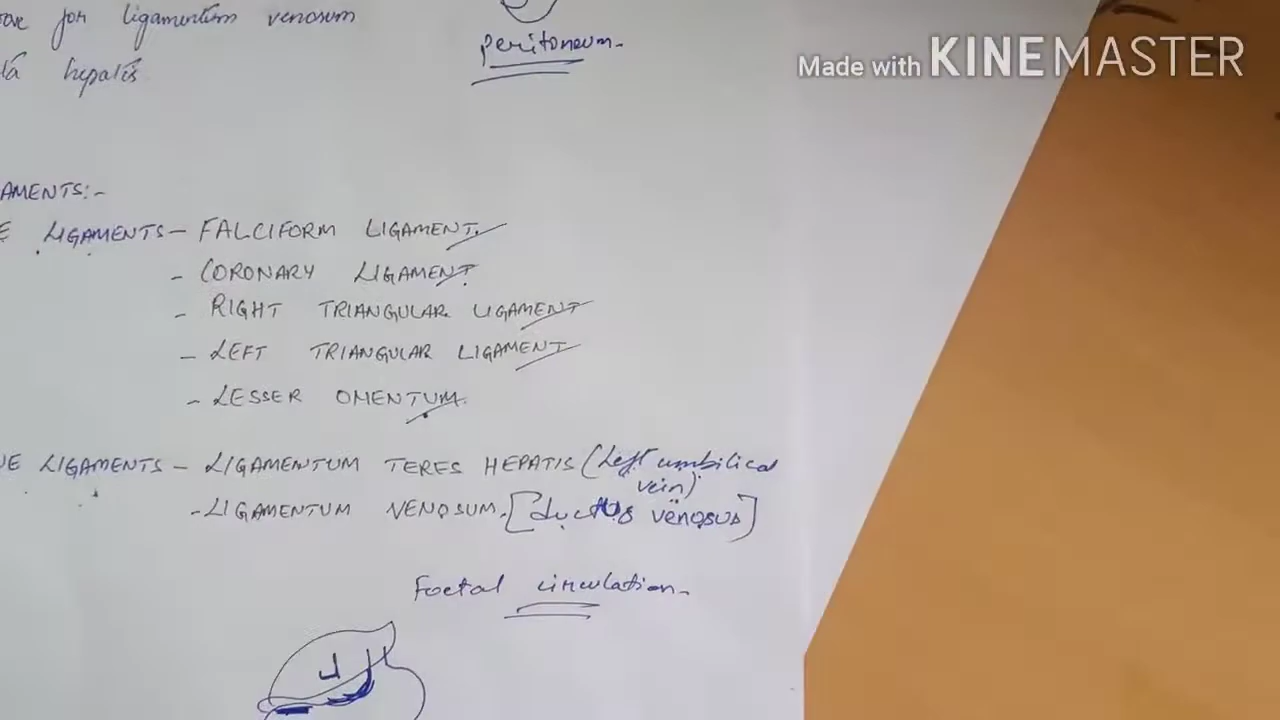 for ligamentum venosum
hepatis
peritoneum.
Made with KINEMASTER
AMENTS:-
E LIGAMENTS - FALCIFORM LIGAMENT.
- CORONARY LIGAMENT
- RIGHT TRIANGULAR LIGAMENT
- LEFT TRIANGULAR LIGAMENT
- LESSER OMENTUM.
UE LIGAMENTS - LIGAMENTUM TERES HEPATIS (Left umbilical
vein)
- LIGAMENTUM VENOSUM. [ductus venosus]
Foetal circulation.